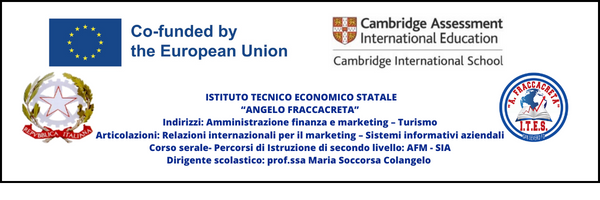 Co-funded by
the European Union
Cambridge Assessment
International Education
Cambridge International School
REPVBBLICA ITALIANA
ISTITUTO TECNICO ECONOMICO STATALE
“ANGELO FRACCACRETA”
Indirizzi: Amministrazione finanza e marketing – Turismo
Articolazioni: Relazioni internazionali per il marketing – Sistemi informativi aziendali
Corso serale- Percorsi di Istruzione di secondo livello: AFM - SIA
Dirigente scolastico: prof.ssa Maria Soccorsa Colangelo
"A. FRACCACRETA"
I.T.E.S.